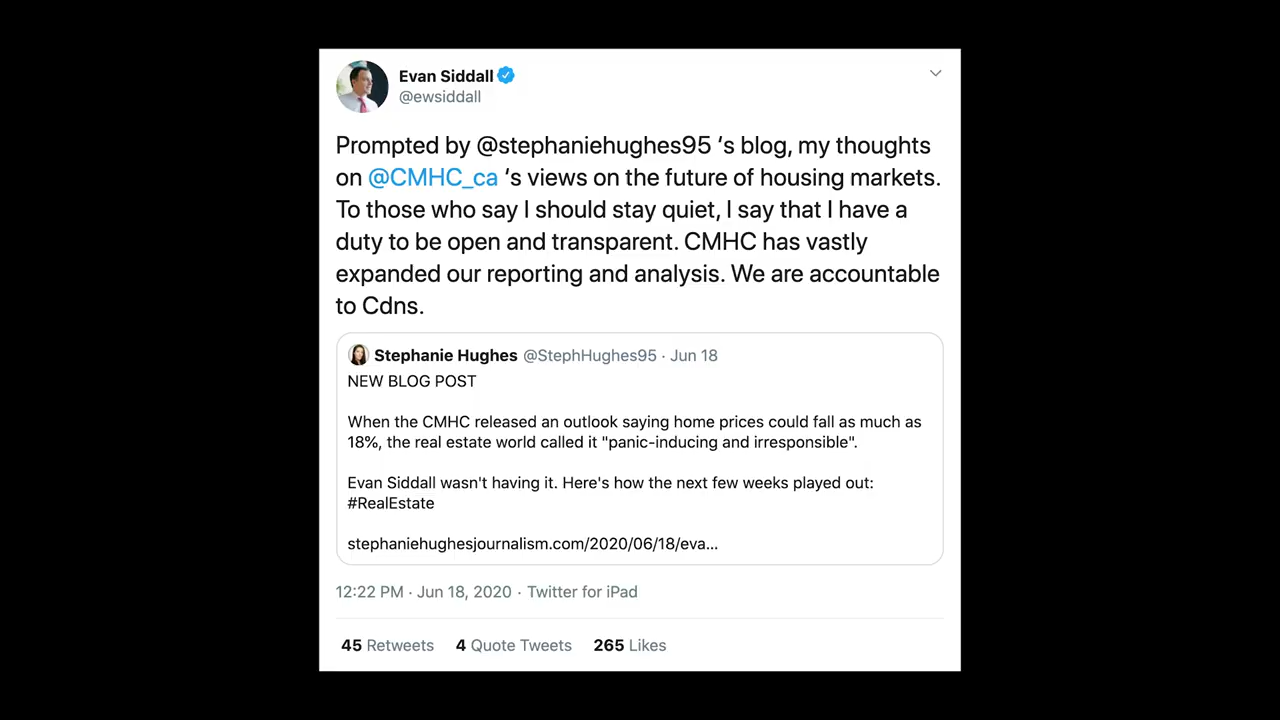 Evan Siddall
@ewsiddall
Prompted by @stephaniehughes95 ‘s blog, my thoughts
on @CMHC_ca ‘s views on the future of housing markets.
To those who say I should stay quiet, I say that I have a
duty to be open and transparent. CMHC has vastly
expanded our reporting and analysis. We are accountable
to Cdns.
Stephanie Hughes @StephHughes95 · Jun 18
NEW BLOG POST
When the CMHC released an outlook saying home prices could fall as much as
18%, the real estate world called it "panic-inducing and irresponsible".
Evan Siddall wasn't having it. Here's how the next few weeks played out:
#RealEstate
stephaniehughesjournalism.com/2020/06/18/eva...
12:22 PM · Jun 18, 2020 · Twitter for iPad
45 Retweets 4 Quote Tweets 265 Likes